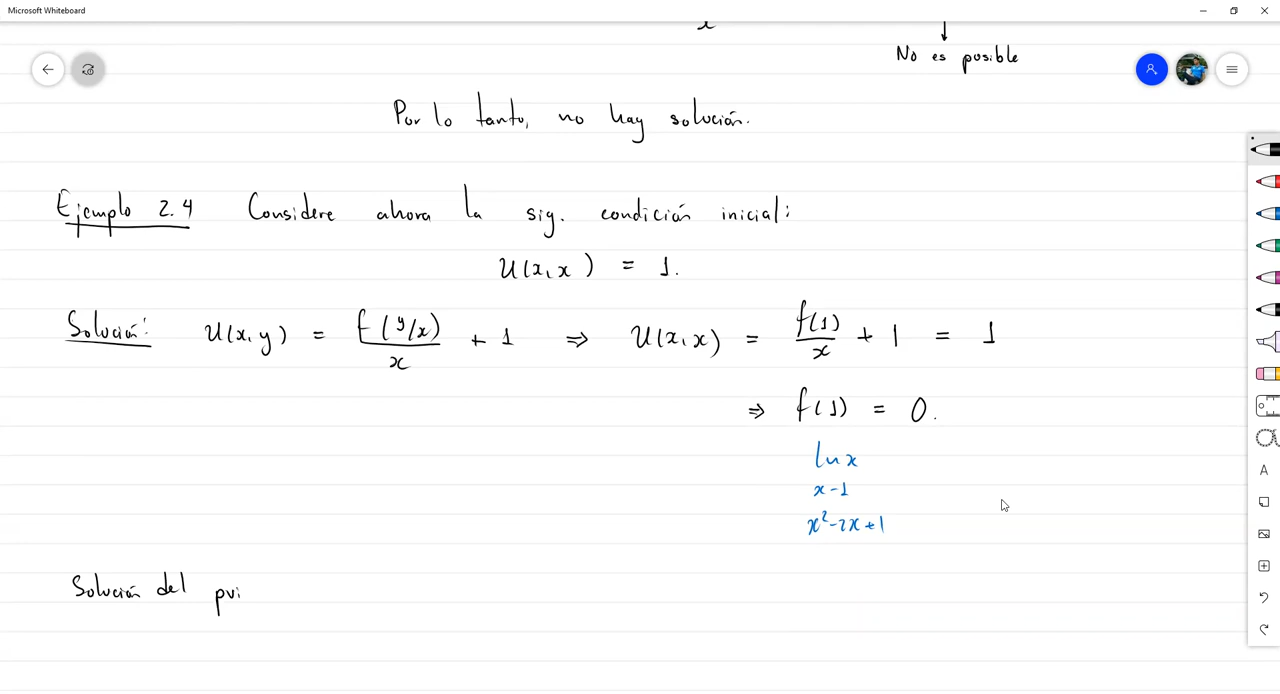 Microsoft Whiteboard
x
No es posible
Por lo tanto, no hay solución.
Ejemplo 2.4 Considere ahora la sig. condición inicial:
u(x,x) = 1.
Solución: u(x,y) = f(y/x)/x + 1 ⇒ u(x,x) = f(1)/x + 1 = 1
⇒ f(1) = 0.
ln x
x-1
x²-2x+1
Solución del pri
A